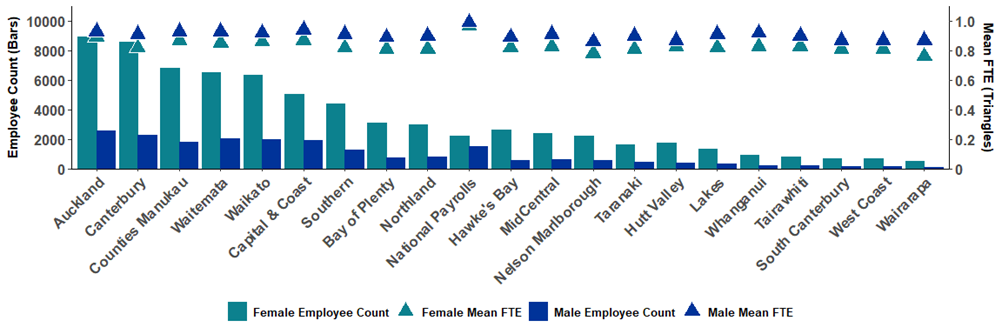 Employee Count (Bars)
10000
8000
6000
4000
2000
0
1.0
0.8
0.6
0.4
0.2
0
Mean FTE (Triangles)
Auckland
Canterbury
Counties Manukau
Waitemata
Waikato
Capital & Coast
Southern
Bay of Plenty
Northland
National Payrolls
Hawke's Bay
MidCentral
Nelson Marlborough
Taranaki
Hutt Valley
Lakes
Whanganui
Tairawhiti
South Canterbury
West Coast
Wairarapa
Female Employee Count Female Mean FTE Male Employee Count Male Mean FTE